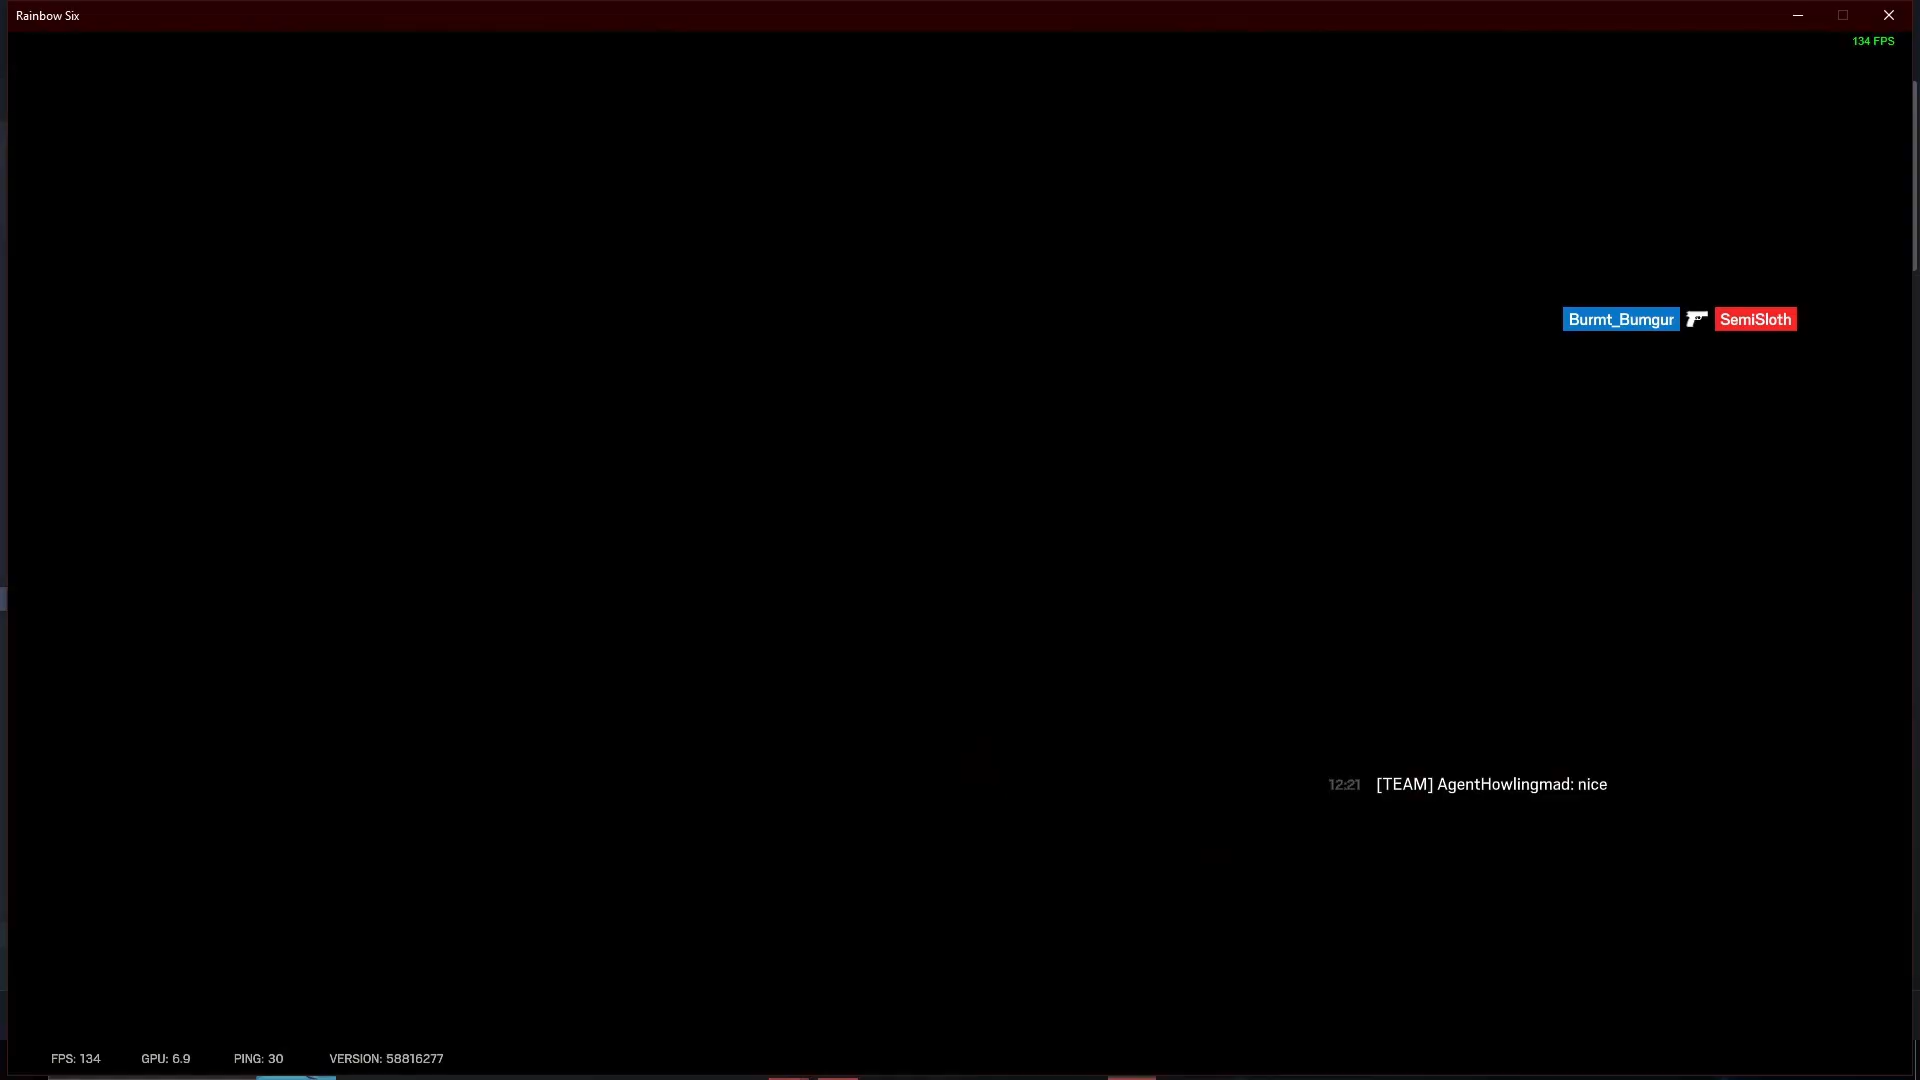 Rainbow Six
134 FPS
Burmt_Bumgur SemiSloth
12:21 [TEAM] AgentHowlingmad: nice
FPS: 134 GPU: 6.9 PING: 30 VERSION: 58816277